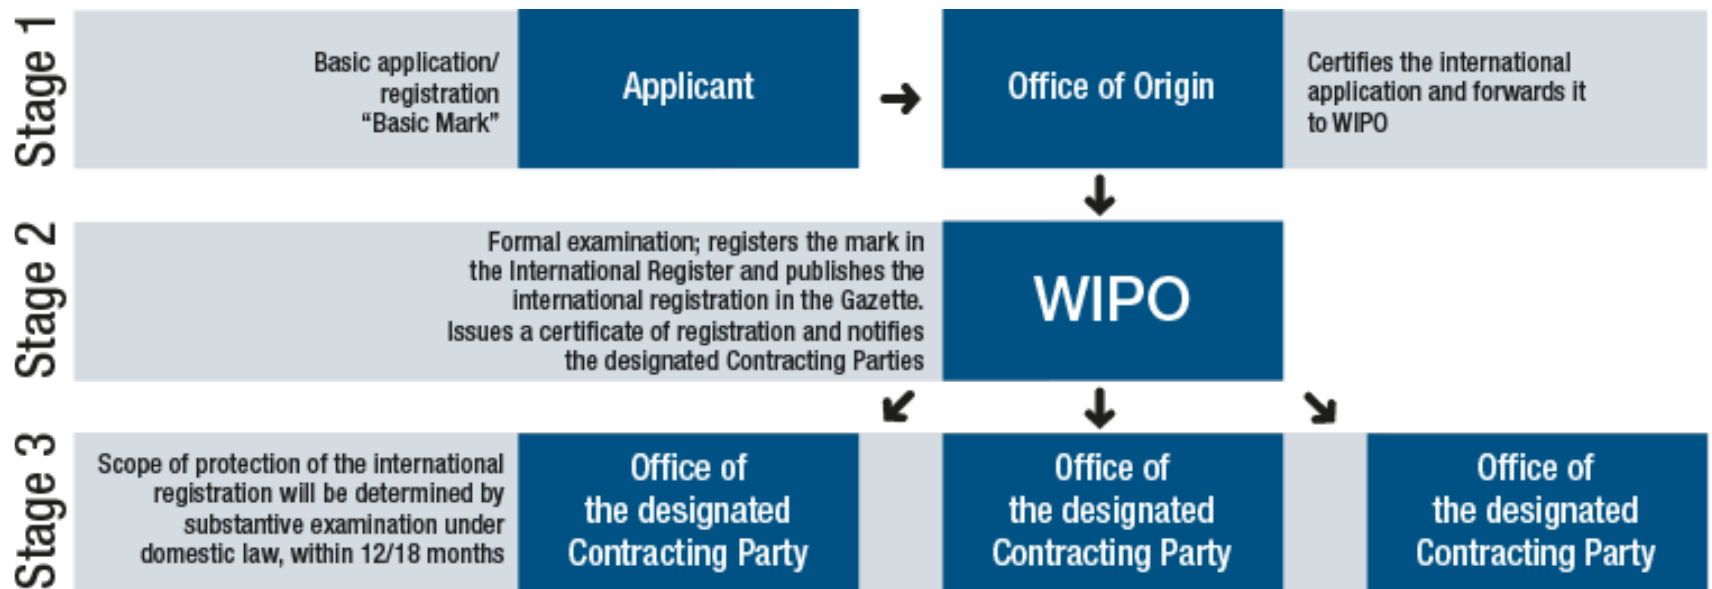 Stage 1
Basic application/
registration
“Basic Mark”
Applicant
Office of Origin
Certifies the international
application and forwards it
to WIPO
Stage 2
Formal examination; registers the mark in
the International Register and publishes the
international registration in the Gazette.
Issues a certificate of registration and notifies
the designated Contracting Parties
WIPO
Stage 3
Scope of protection of the international
registration will be determined by
substantive examination under
domestic law, within 12/18 months
Office of
the designated
Contracting Party
Office of
the designated
Contracting Party
Office of
the designated
Contracting Party